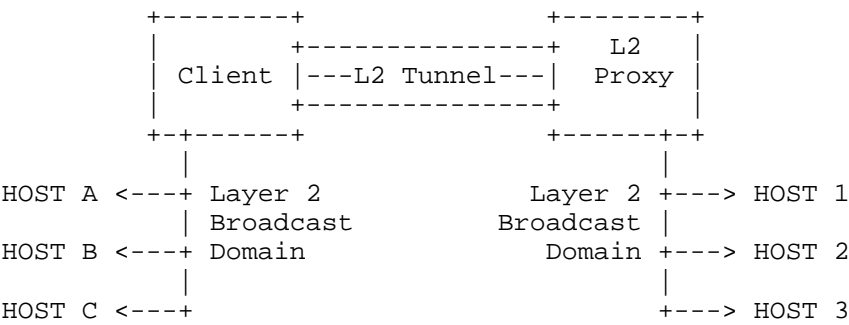 +--------+                +--------+
|        +---------------+   L2    |
| Client |---L2 Tunnel---|  Proxy  |
|        +---------------+         |
+-+------+                +------+-+
  |                              |
HOST A <---+ Layer 2          Layer 2 +---> HOST 1
| Broadcast      Broadcast |
HOST B <---+ Domain            Domain +---> HOST 2
|                              |
HOST C <---+                          +---> HOST 3